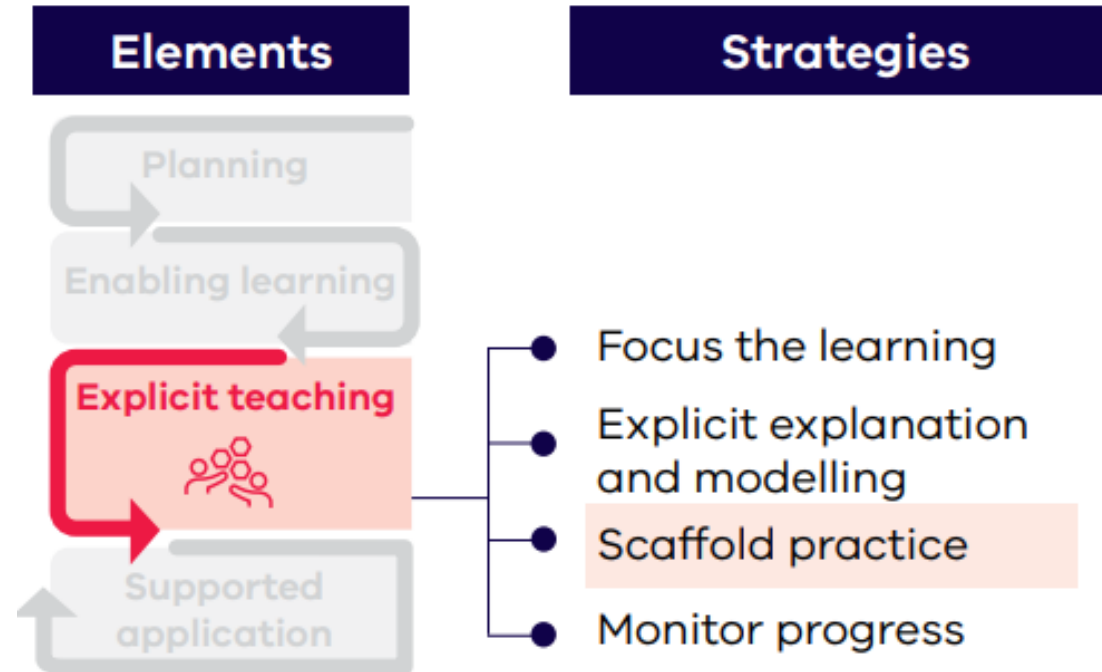 Elements
Strategies
Planning
Enabling learning
Explicit teaching
Supported
application
Focus the learning
Explicit explanation
and modelling
Scaffold practice
Monitor progress